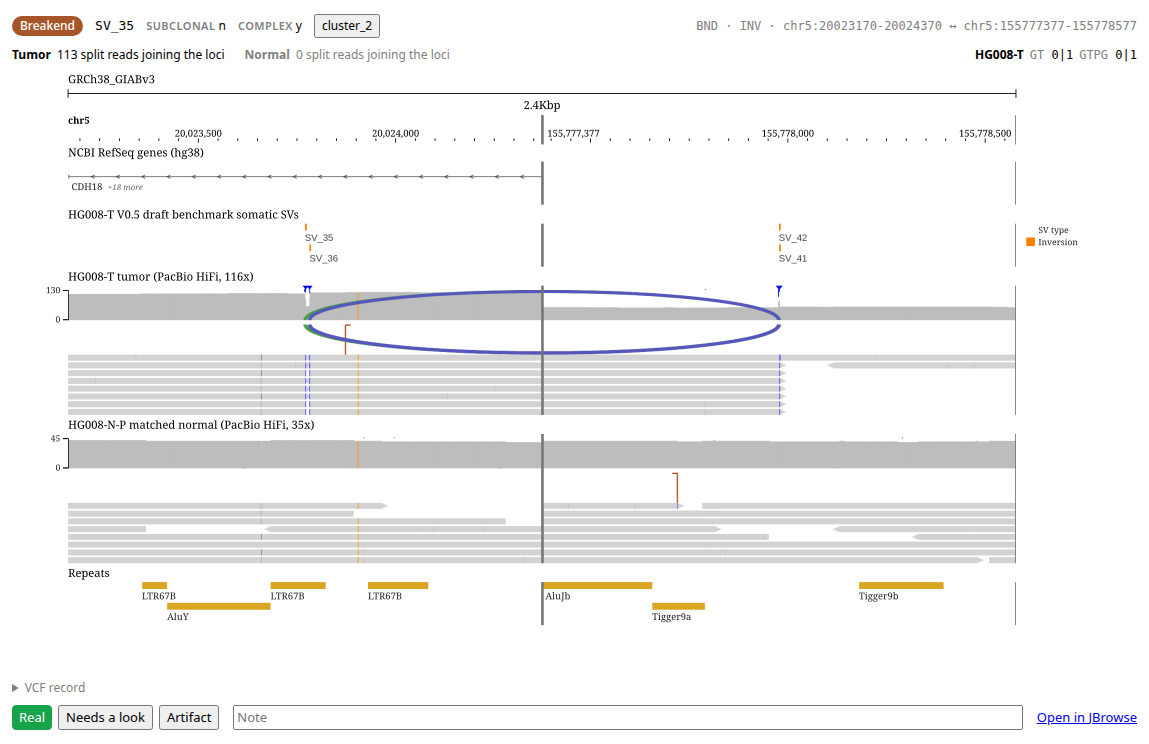 Breakend SV_35 SUBCLONAL n COMPLEX y cluster_2 BND · INV · chr5:20023170-20024370 ↔ chr5:155777377-155778577
Tumor 113 split reads joining the loci Normal 0 split reads joining the loci HG008-T GT 0|1 GTPG 0|1
GRCh38_GIABv3
2.4Kbp
chr5
20,023,500 20,024,000 155,777,377 155,778,000 155,778,500
NCBI RefSeq genes (hg38)
CDH18 +18 more
HG008-T V0.5 draft benchmark somatic SVs
SV_35 SV_42
SV_36 SV_41
SV type
Inversion
HG008-T tumor (PacBio HiFi, 116x)
130
0
HG008-N-P matched normal (PacBio HiFi, 35x)
45
0
Repeats
LTR67B LTR67B LTR67B AluJb Tigger9b
AluY Tigger9a
▶ VCF record
Real Needs a look Artifact Note Open in JBrowse